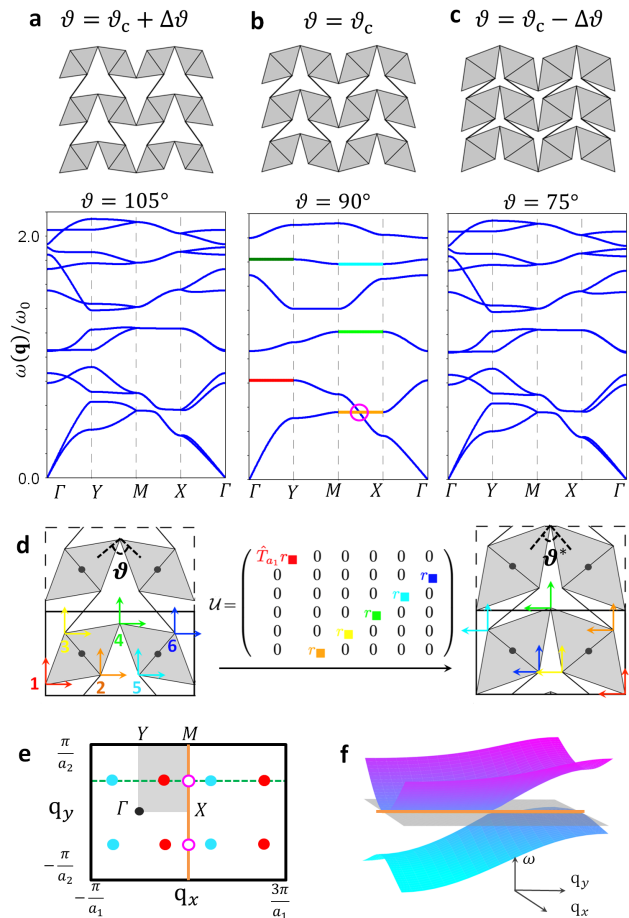 a ϑ = ϑc + Δϑ
b ϑ = ϑc
c ϑ = ϑc − Δϑ
ϑ = 105°
ϑ = 90°
ϑ = 75°
ω(q)/ω0
2.0
0.0
Γ Y M X Γ
Γ Y M X Γ
Γ Y M X Γ
d
ϑ
1 2 3 4 5 6
𝒰 =
T̂a1r■ 0 0 0 0 0
0 0 0 0 0 r■
0 0 0 0 r■ 0
0 0 0 r■ 0 0
0 0 r■ 0 0 0
0 r■ 0 0 0 0
ϑ*
e
Y M
π/a2
Γ X
qy
−π/a2
−π/a1 qx 3π/a1
f
ω
qy
qx